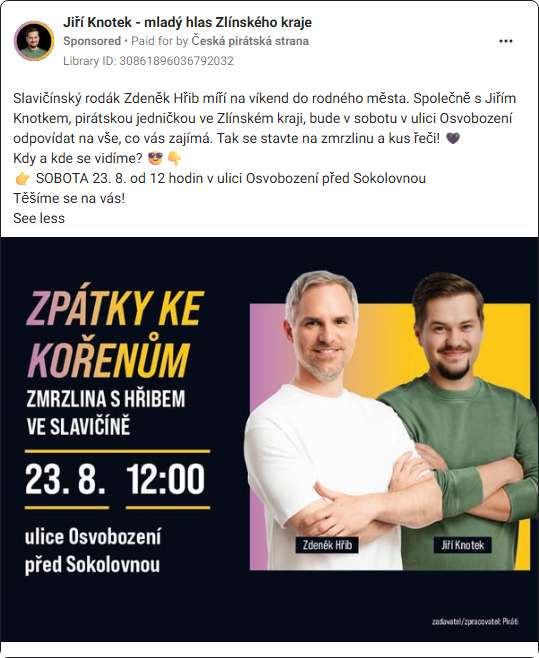 Jiří Knotek - mladý hlas Zlínského kraje
Sponsored • Paid for by Česká pirátská strana
Library ID: 30861896036792032
Slavičínský rodák Zdeněk Hřib míří na víkend do rodného města. Společně s Jiřím
Knotkem, pirátskou jedničkou ve Zlínském kraji, bude v sobotu v ulici Osvobození
odpovídat na vše, co vás zajímá. Tak se stavte na zmrzlinu a kus řeči! 🖤
Kdy a kde se vidíme? 😎👇
👉 SOBOTA 23. 8. od 12 hodin v ulici Osvobození před Sokolovnou
Těšíme se na vás!
See less
ZPÁTKY KE
KOŘENŮM
ZMRZLINA S HŘIBEM
VE SLAVIČÍNĚ
23. 8. 12:00
ulice Osvobození
před Sokolovnou
Zdeněk Hřib
Jiří Knotek
zadavatel/zpracovatel: Piráti